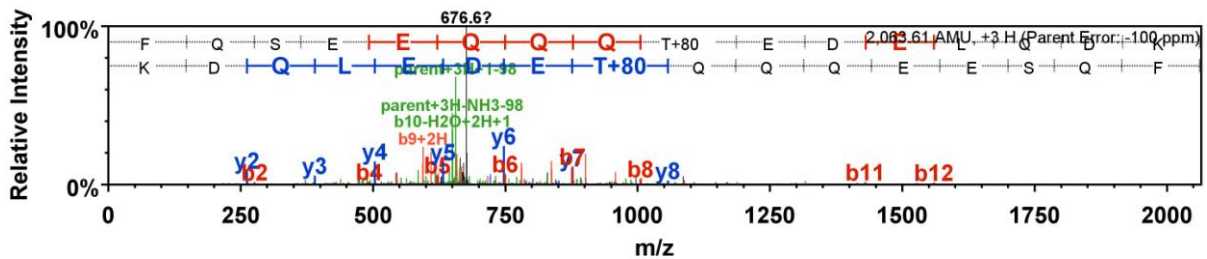 676.6?
100%
F Q S E E Q Q Q T+80 E D E L Q D K
2,063.61 AMU, +3 H (Parent Error: -100 ppm)
K D Q L E D E T+80 Q Q Q E E S Q F
parent+3H-1-98
parent+3H-NH3-98
b10-H2O+2H+1
b9+2H
y2 b2 y3 y4 b4 y5 b5 y6 b6 y7 b7 b8 y8 b11 b12
Relative Intensity
0%
0 250 500 750 1000 1250 1500 1750 2000
m/z